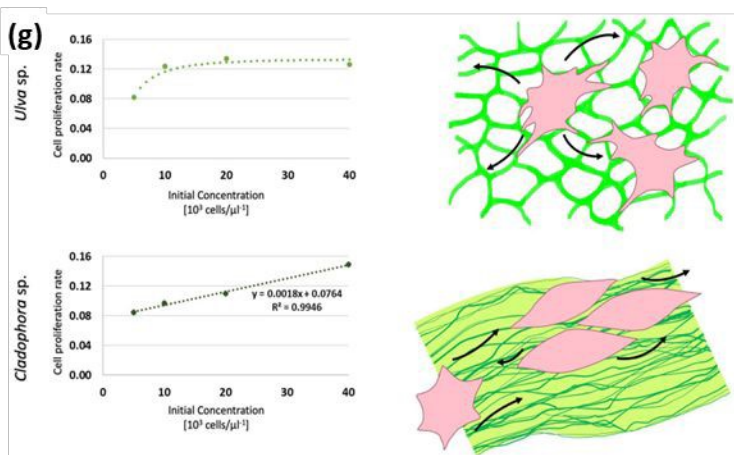 (g)
Ulva sp.
Cell proliferation rate
0.16
0.12
0.08
0.04
0.00
0 10 20 30 40
Initial Concentration
[10³ cells/µl⁻¹]
Cladophora sp.
Cell proliferation rate
0.16
0.12
0.08
0.04
0.00
y = 0.0018x + 0.0764
R² = 0.9946
0 10 20 30 40
Initial Concentration
[10³ cells/µl⁻¹]